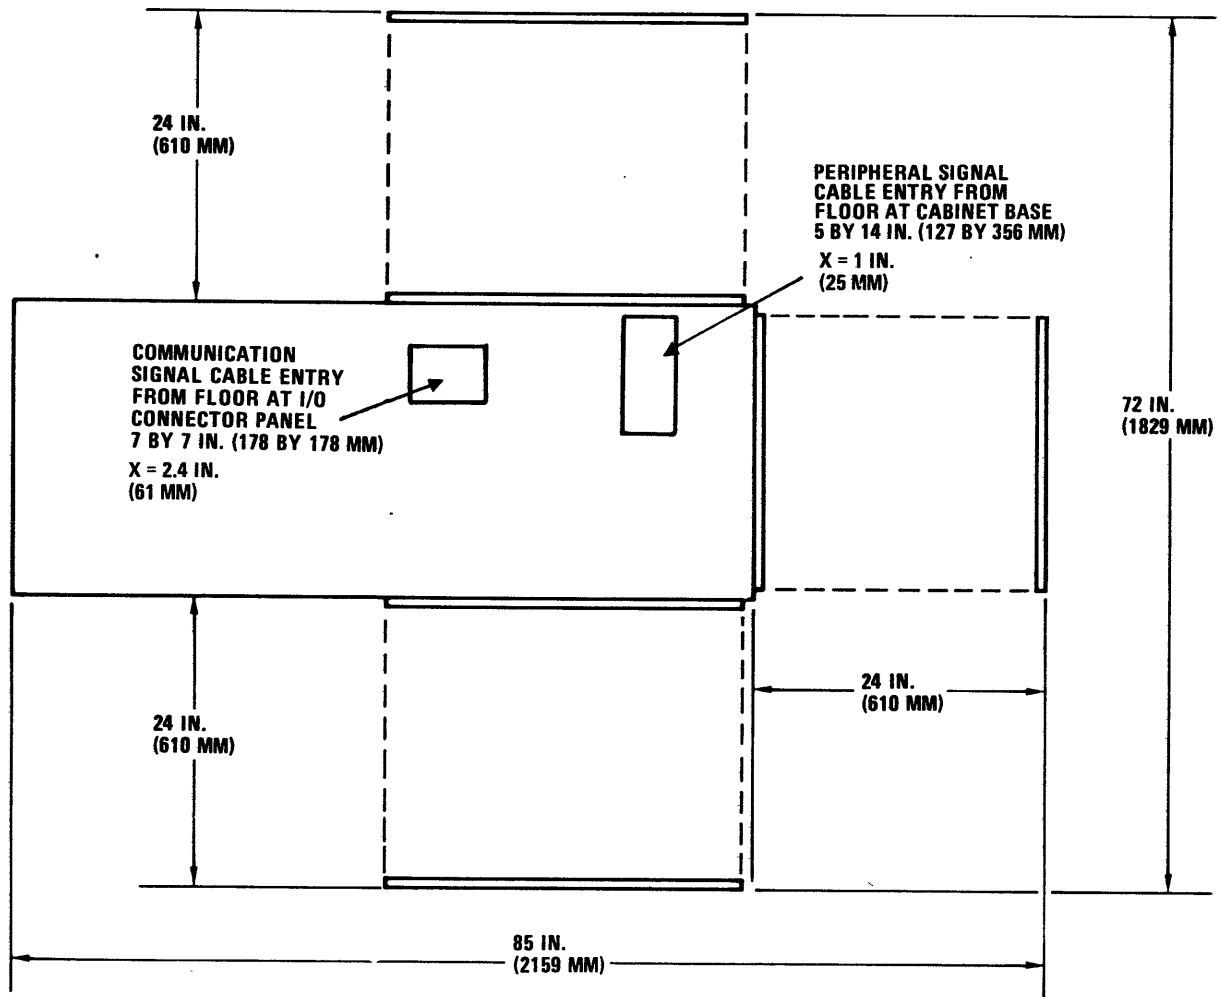 24 IN.
(610 MM)
PERIPHERAL SIGNAL
CABLE ENTRY FROM
FLOOR AT CABINET BASE
5 BY 14 IN. (127 BY 356 MM)
X = 1 IN.
(25 MM)
COMMUNICATION
SIGNAL CABLE ENTRY
FROM FLOOR AT I/O
CONNECTOR PANEL
7 BY 7 IN. (178 BY 178 MM)
X = 2.4 IN.
(61 MM)
72 IN.
(1829 MM)
24 IN.
(610 MM)
24 IN.
(610 MM)
85 IN.
(2159 MM)